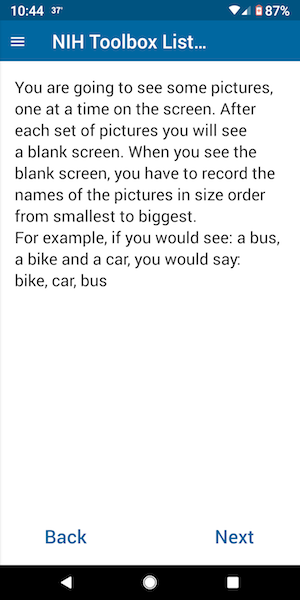 10:44 37° 87%
NIH Toolbox List…
You are going to see some pictures,
one at a time on the screen. After
each set of pictures you will see
a blank screen. When you see the
blank screen, you have to record the
names of the pictures in size order
from smallest to biggest.
For example, if you would see: a bus,
a bike and a car, you would say:
bike, car, bus
Back Next